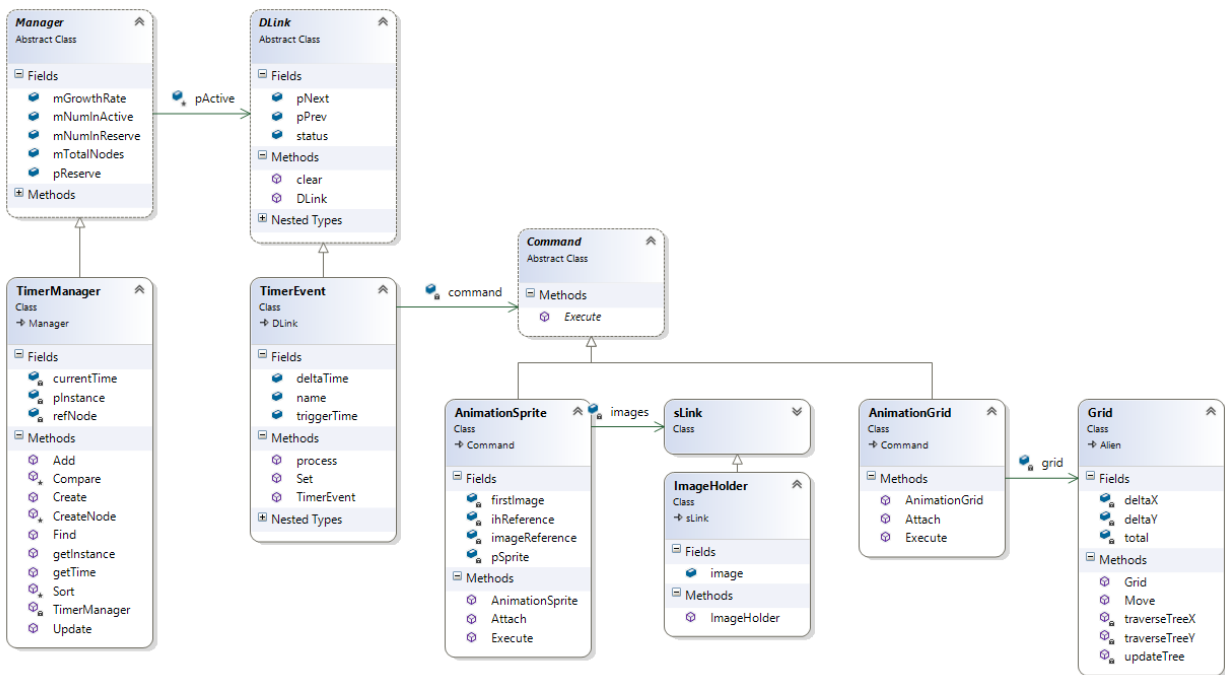 Manager
Abstract Class
Fields
mGrowthRate
mNumInActive
mNumInReserve
mTotalNodes
pReserve
Methods
pActive
DLink
Abstract Class
Fields
pNext
pPrev
status
Methods
clear
DLink
Nested Types
TimerManager
Class
Manager
Fields
currentTime
pInstance
refNode
Methods
Add
Compare
Create
CreateNode
Find
getInstance
getTime
Sort
TimerManager
Update
TimerEvent
Class
DLink
Fields
deltaTime
name
triggerTime
Methods
process
Set
TimerEvent
Nested Types
command
Command
Abstract Class
Methods
Execute
AnimationSprite
Class
Command
Fields
firstImage
ihReference
imageReference
pSprite
Methods
AnimationSprite
Attach
Execute
images
sLink
Class
ImageHolder
Class
sLink
Fields
image
Methods
ImageHolder
AnimationGrid
Class
Command
Methods
AnimationGrid
Attach
Execute
grid
Grid
Class
Alien
Fields
deltaX
deltaY
total
Methods
Grid
Move
traverseTreeX
traverseTreeY
updateTree